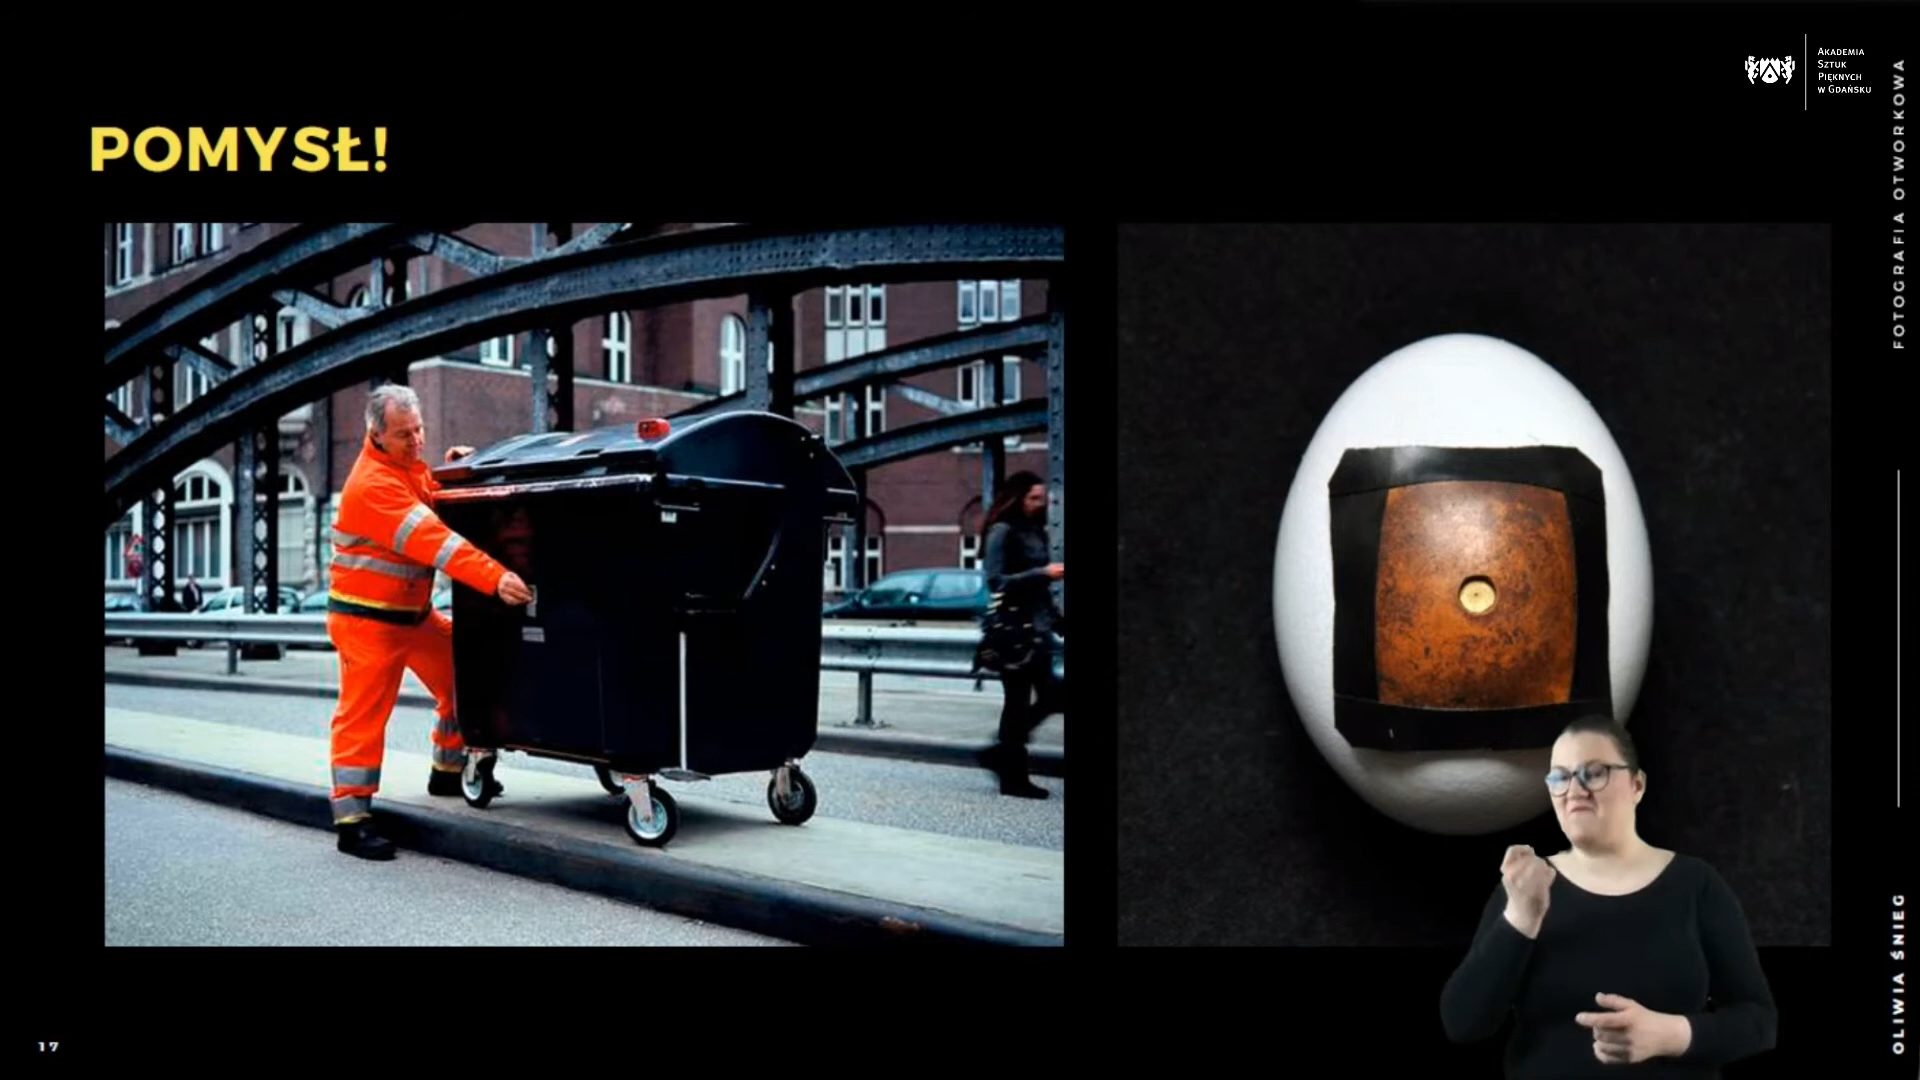 AKADEMIA
SZTUK
PIĘKNYCH
W GDAŃSKU
FOTOGRAFIA OTWORKOWA
POMYSŁ!
OLIWIA ŚNIEG
17